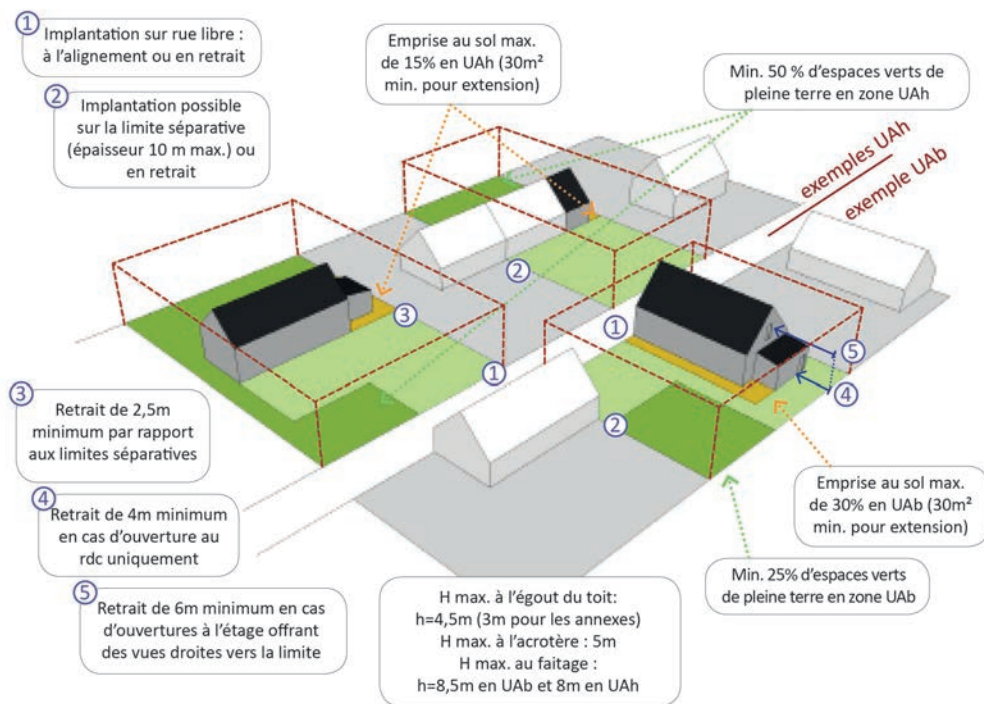 1
Implantation sur rue libre :
à l'alignement ou en retrait
2
Implantation possible
sur la limite séparative
(épaisseur 10 m max.) ou
en retrait
Emprise au sol max.
de 15% en UAh (30m²
min. pour extension)
Min. 50 % d'espaces verts de
pleine terre en zone UAh
exemples UAh
exemple UAb
2
3
1
1
5
4
2
3
Retrait de 2,5m
minimum par rapport
aux limites séparatives
4
Retrait de 4m minimum
en cas d'ouverture au
rdc uniquement
5
Retrait de 6m minimum en cas
d'ouvertures à l'étage offrant
des vues droites vers la limite
H max. à l'égout du toit:
h=4,5m (3m pour les annexes)
H max. à l'acrotère : 5m
H max. au faitage :
h=8,5m en UAb et 8m en UAh
Emprise au sol max.
de 30% en UAb (30m²
min. pour extension)
Min. 25% d'espaces verts
de pleine terre en zone UAb